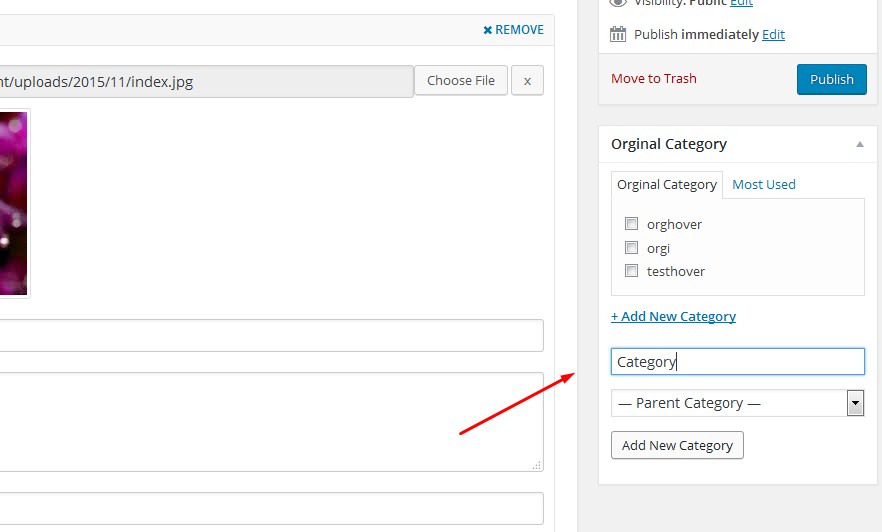 Visibility: Public Edit
✖ REMOVE
Publish immediately Edit
nt/uploads/2015/11/index.jpg
Choose File
x
Move to Trash
Publish
Orginal Category
Orginal Category
Most Used
orghover
orgi
testhover
+ Add New Category
Category
— Parent Category —
Add New Category